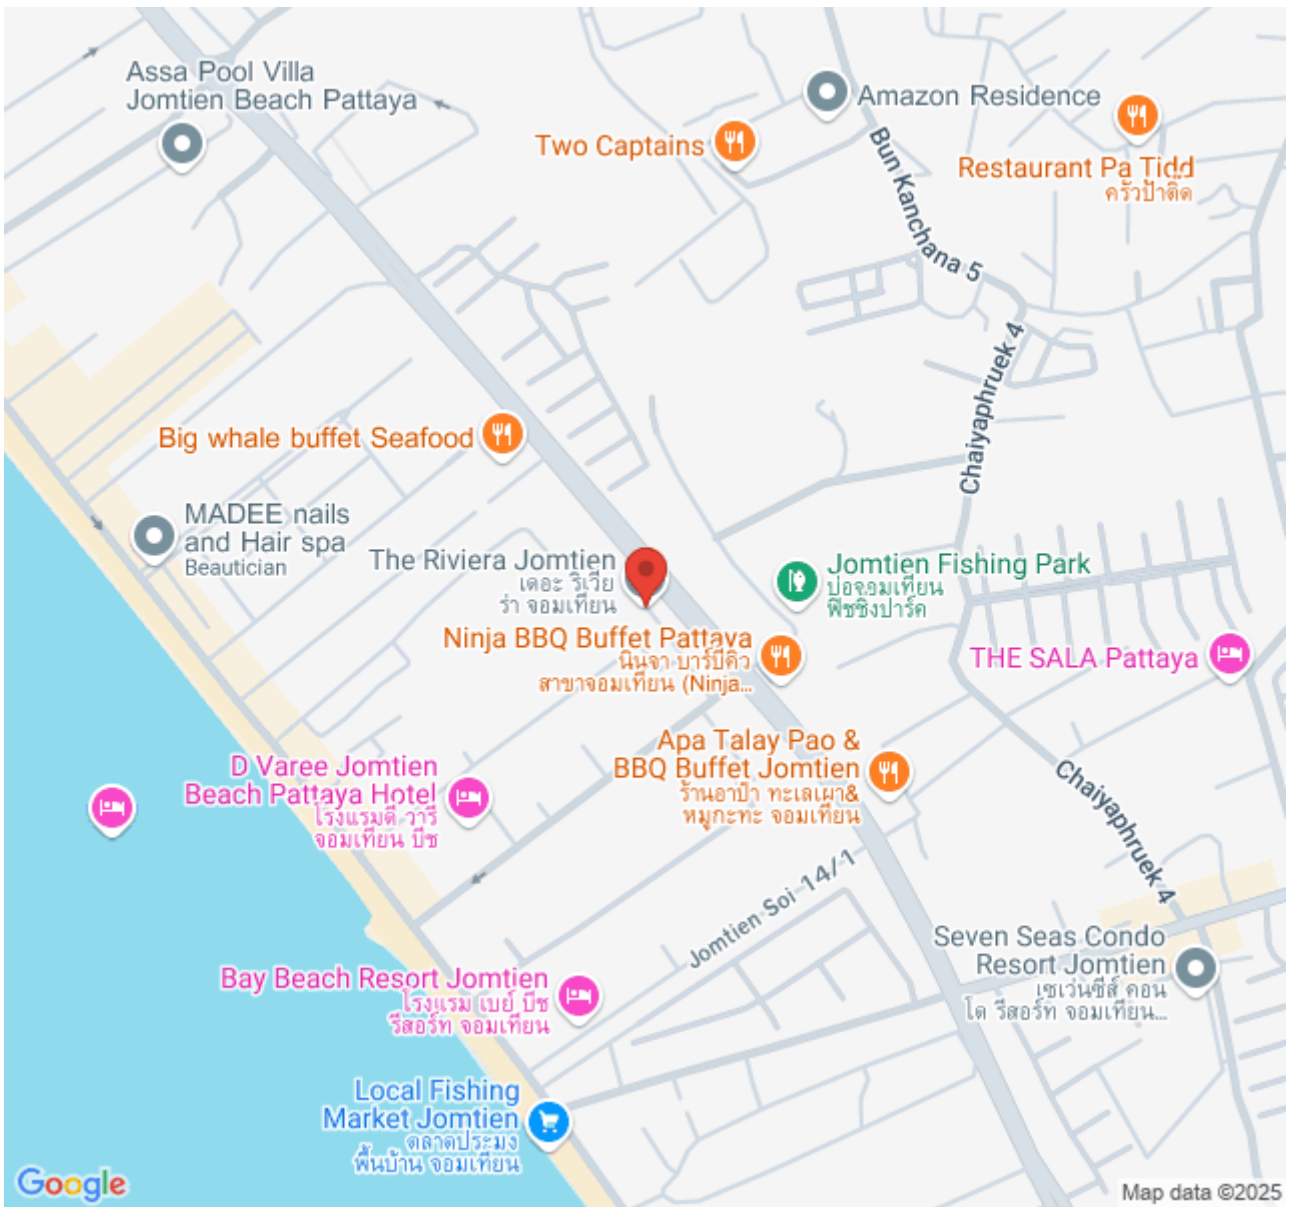 Assa Pool Villa
Jomtien Beach Pattaya
Amazon Residence
Two Captains
Restaurant Pa Tidd
ครัวป้าติ๊ด
Bun Kanchana 5
Chaiyaphruek 4
Big whale buffet Seafood
MADEE nails
and Hair spa
Beautician
The Riviera Jomtien
เดอะ ริเวีย
ร่า จอมเทียน
Jomtien Fishing Park
บ่อจอมเทียน
ฟิชชิงปาร์ค
Ninja BBQ Buffet Pattaya
นินจา บาร์บีคิว
สาขาจอมเทียน (Ninja...
THE SALA Pattaya
Apa Talay Pao &
BBQ Buffet Jomtien
ร้านอาป๋า ทะเลเผา&
หมูกะทะ จอมเทียน
D Varee Jomtien
Beach Pattaya Hotel
โรงแรมดี วารี
จอมเทียน บีช
Chaiyaphruek 4
Jomtien Soi 14/1
Seven Seas Condo
Resort Jomtien
เซเว่นซีส์ คอน
โด รีสอร์ท จอมเทียน...
Bay Beach Resort Jomtien
โรงแรม เบย์ บีช
รีสอร์ท จอมเทียน
Local Fishing
Market Jomtien
ตลาดประมง
พื้นบ้าน จอมเทียน
Google
Map data ©2025